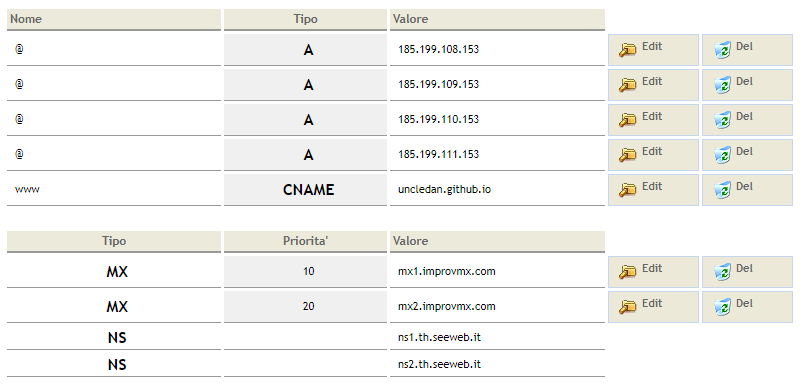 Nome Tipo Valore
@ A 185.199.108.153 Edit Del
@ A 185.199.109.153 Edit Del
@ A 185.199.110.153 Edit Del
@ A 185.199.111.153 Edit Del
www CNAME uncledan.github.io Edit Del
Tipo Priorita' Valore
MX 10 mx1.improvmx.com Edit Del
MX 20 mx2.improvmx.com Edit Del
NS ns1.th.seeweb.it
NS ns2.th.seeweb.it